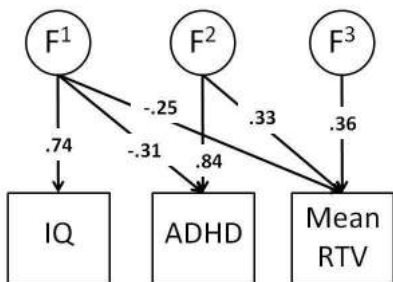 F¹ F² F³
-.25 .33 .36
.74 -.31 .84
IQ ADHD Mean
RTV